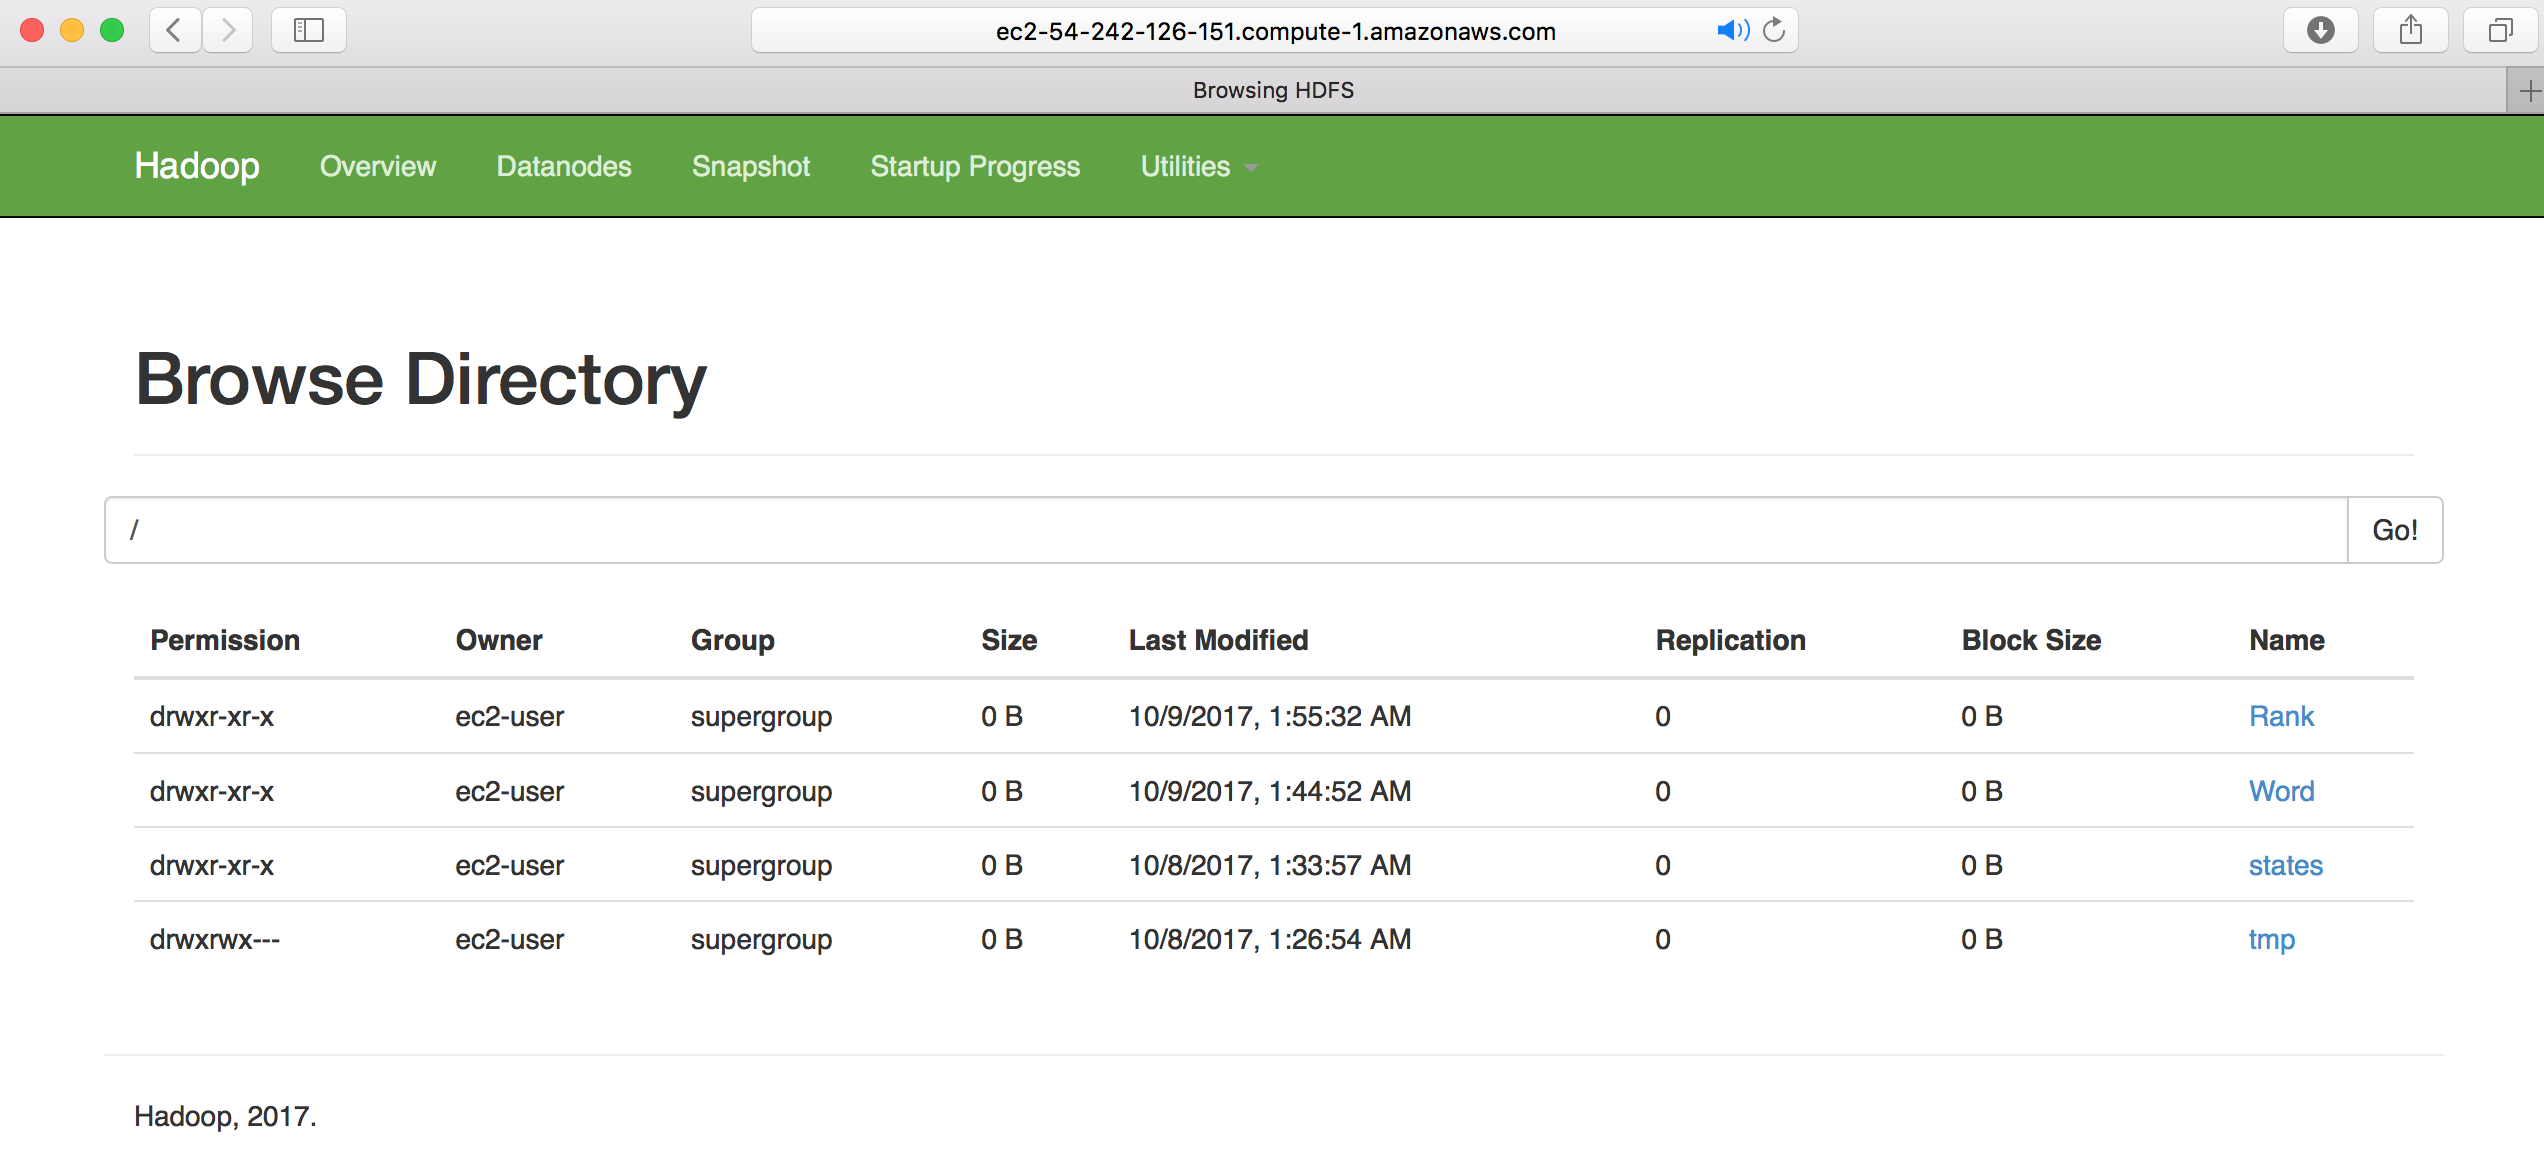 ec2-54-242-126-151.compute-1.amazonaws.com
Browsing HDFS
Hadoop Overview Datanodes Snapshot Startup Progress Utilities
Browse Directory
/ Go!
Permission Owner Group Size Last Modified Replication Block Size Name
drwxr-xr-x ec2-user supergroup 0 B 10/9/2017, 1:55:32 AM 0 0 B Rank
drwxr-xr-x ec2-user supergroup 0 B 10/9/2017, 1:44:52 AM 0 0 B Word
drwxr-xr-x ec2-user supergroup 0 B 10/8/2017, 1:33:57 AM 0 0 B states
drwxrwx--- ec2-user supergroup 0 B 10/8/2017, 1:26:54 AM 0 0 B tmp
Hadoop, 2017.